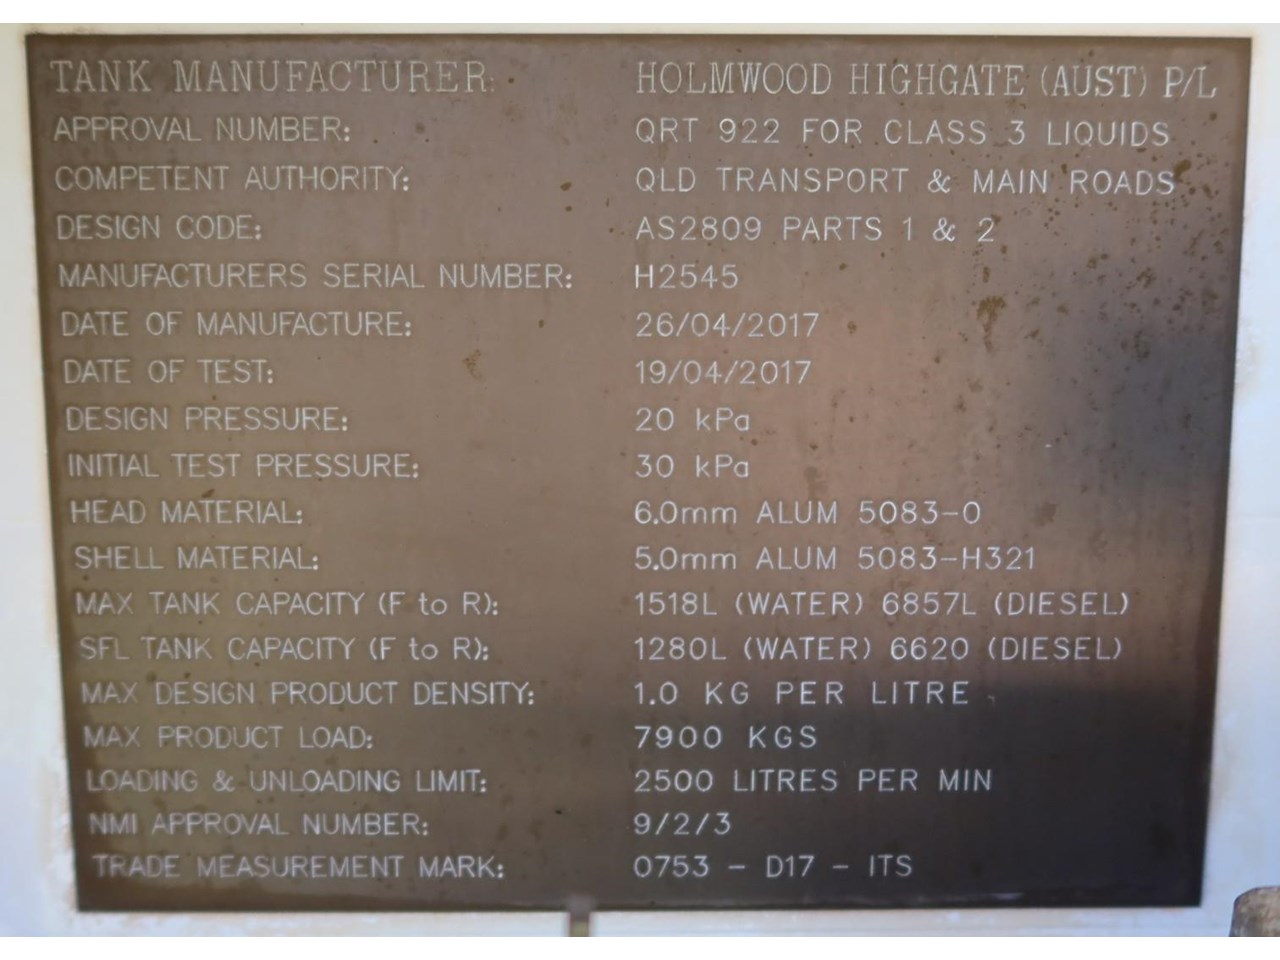 TANK MANUFACTURER: HOLMWOOD HIGHGATE (AUST) P/L
APPROVAL NUMBER: QRT 922 FOR CLASS 3 LIQUIDS
COMPETENT AUTHORITY: QLD TRANSPORT & MAIN ROADS
DESIGN CODE: AS2809 PARTS 1 & 2
MANUFACTURERS SERIAL NUMBER: H2545
DATE OF MANUFACTURE: 26/04/2017
DATE OF TEST: 19/04/2017
DESIGN PRESSURE: 20 kPa
INITIAL TEST PRESSURE: 30 kPa
HEAD MATERIAL: 6.0mm ALUM 5083-0
SHELL MATERIAL: 5.0mm ALUM 5083-H321
MAX TANK CAPACITY (F to R): 1518L (WATER) 6857L (DIESEL)
SFL TANK CAPACITY (F to R): 1280L (WATER) 6620 (DIESEL)
MAX DESIGN PRODUCT DENSITY: 1.0 KG PER LITRE
MAX PRODUCT LOAD: 7900 KGS
LOADING & UNLOADING LIMIT: 2500 LITRES PER MIN
NMI APPROVAL NUMBER: 9/2/3
TRADE MEASUREMENT MARK: 0753 - D17 - ITS